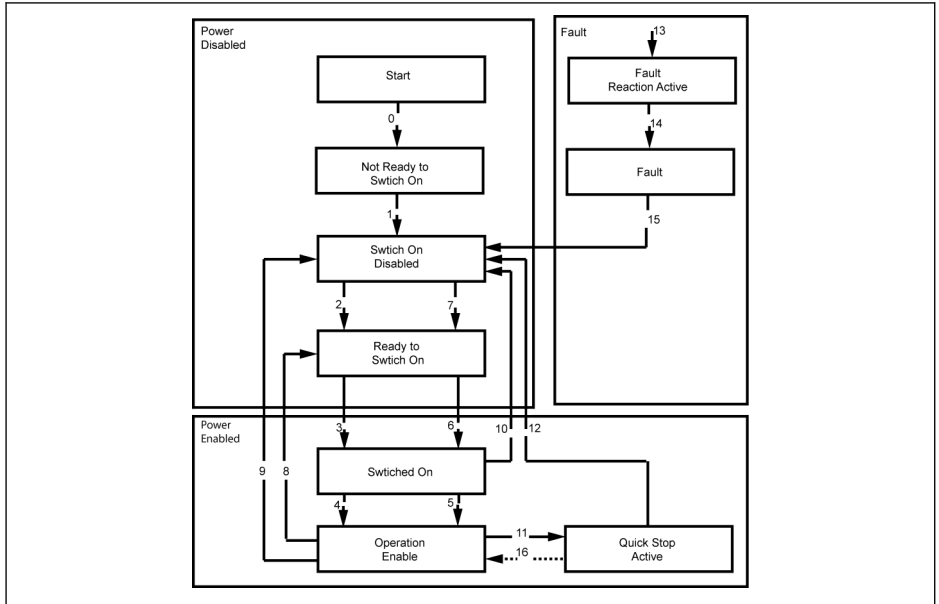 Power
Disabled
Start
0
Not Ready to
Swtich On
1
Swtich On
Disabled
2
7
Ready to
Swtich On
Fault
13
Fault
Reaction Active
14
Fault
15
Power
Enabled
3
6
10
12
9
8
Swtiched On
4
5
Operation
Enable
11
16
Quick Stop
Active